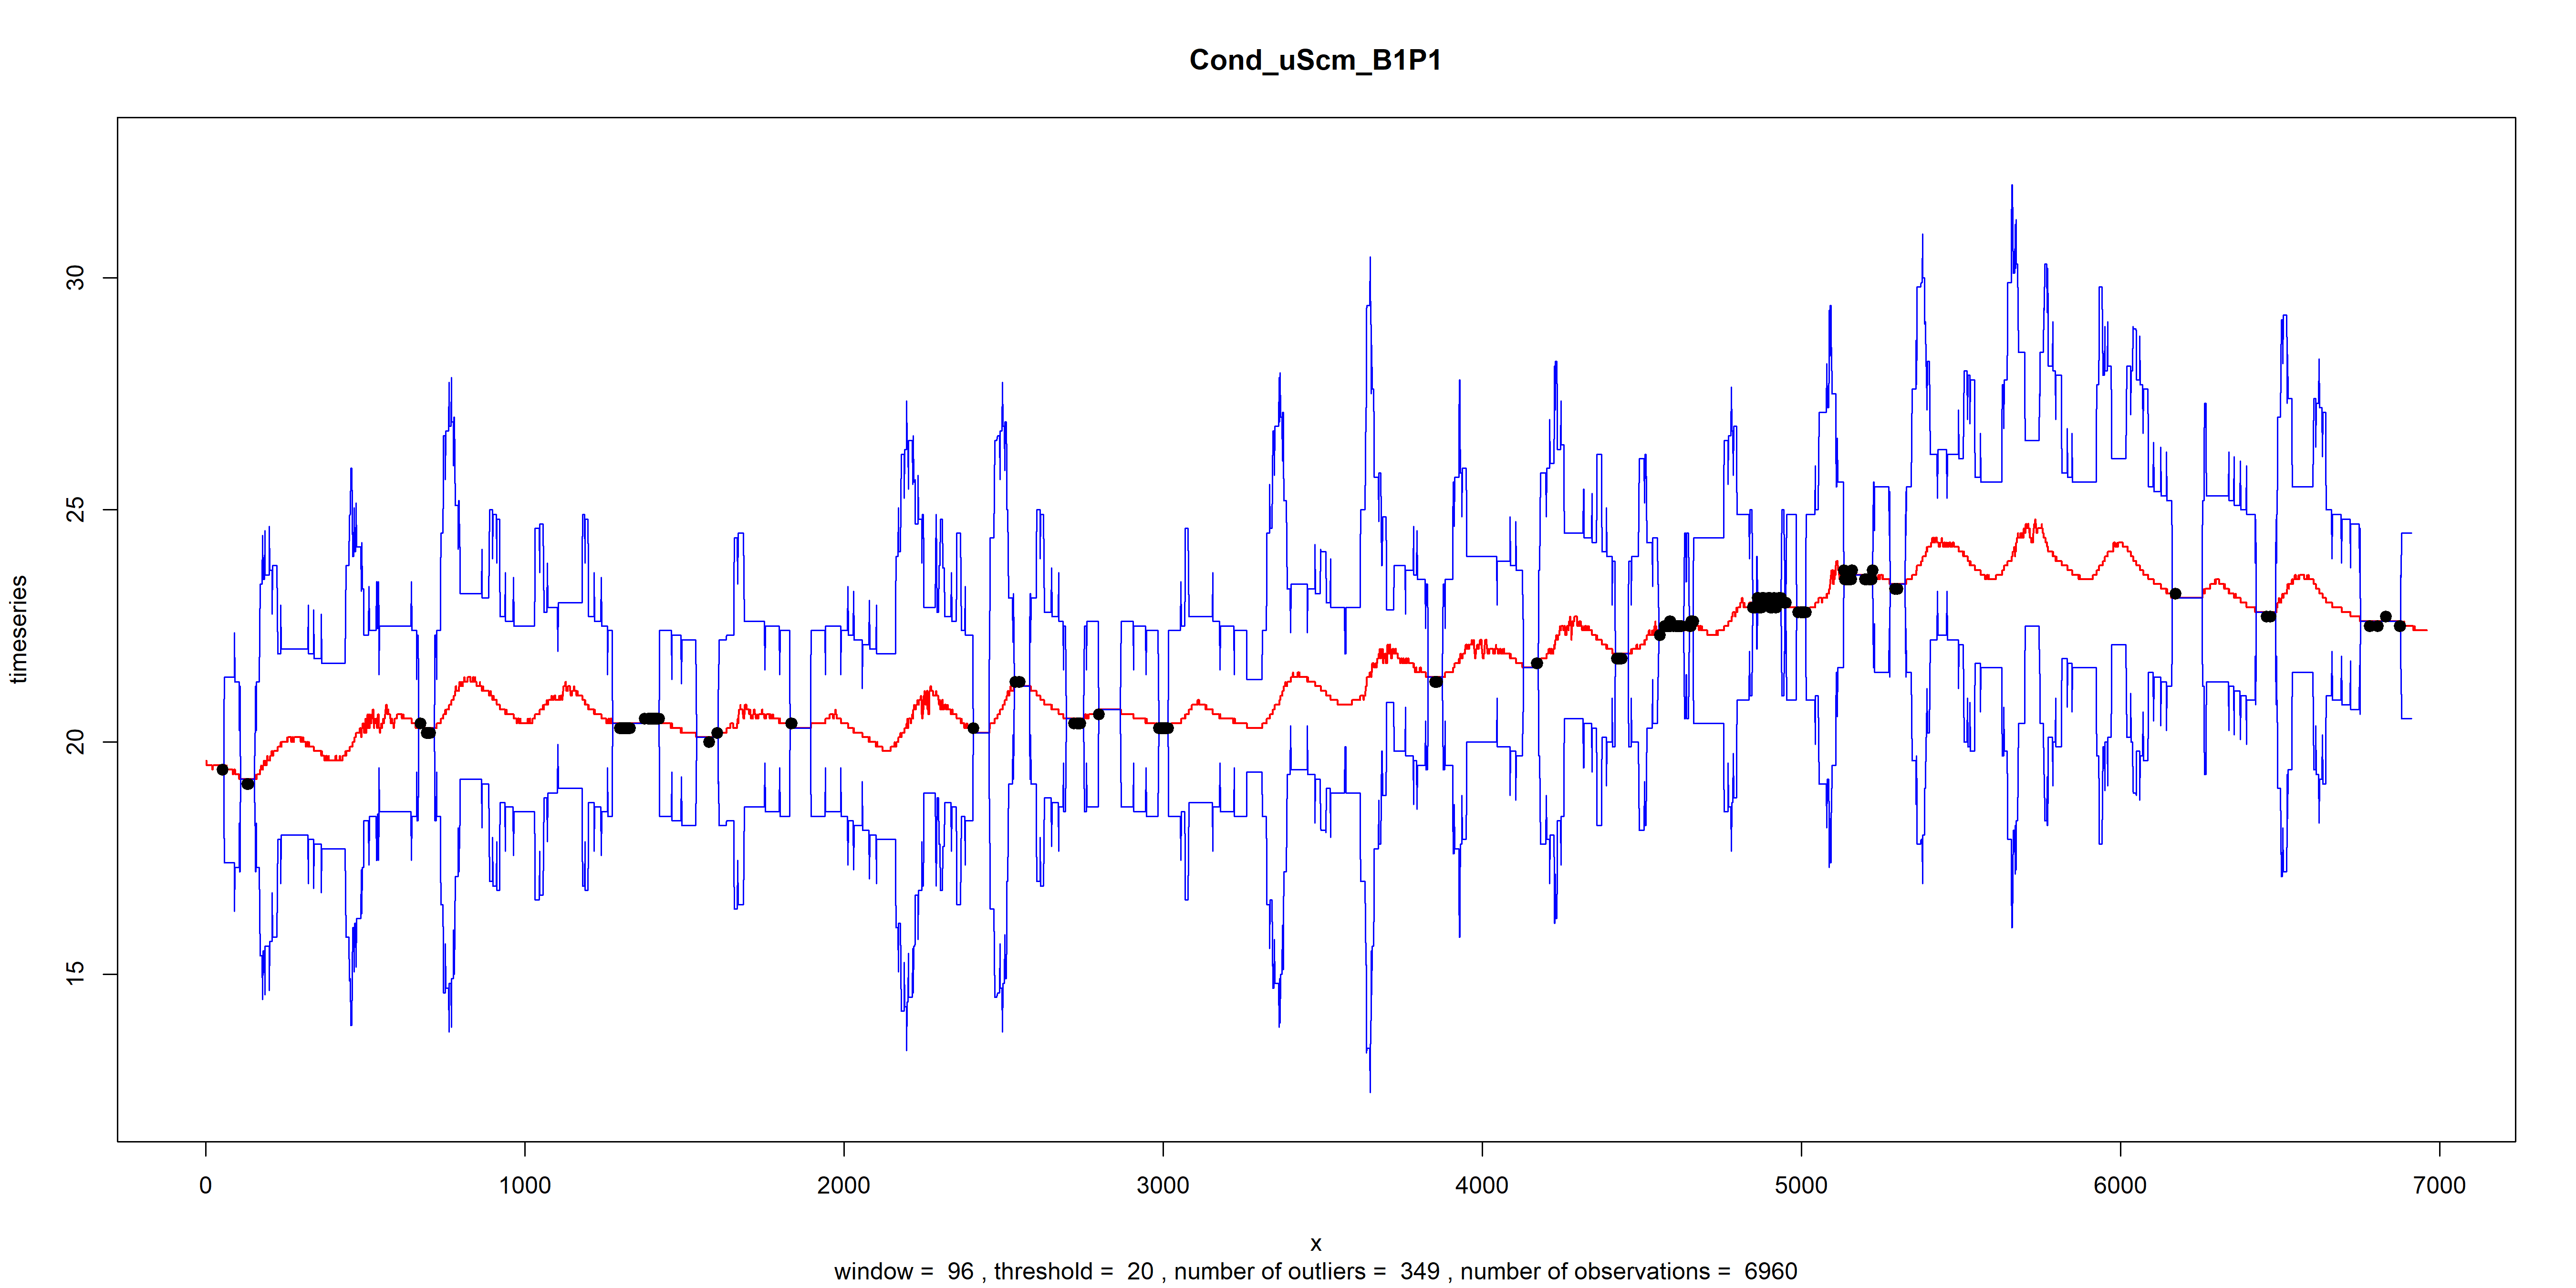 Cond_uScm_B1P1
timeseries
30
25
20
15
0 1000 2000 3000 4000 5000 6000 7000
x
window = 96 , threshold = 20 , number of outliers = 349 , number of observations = 6960